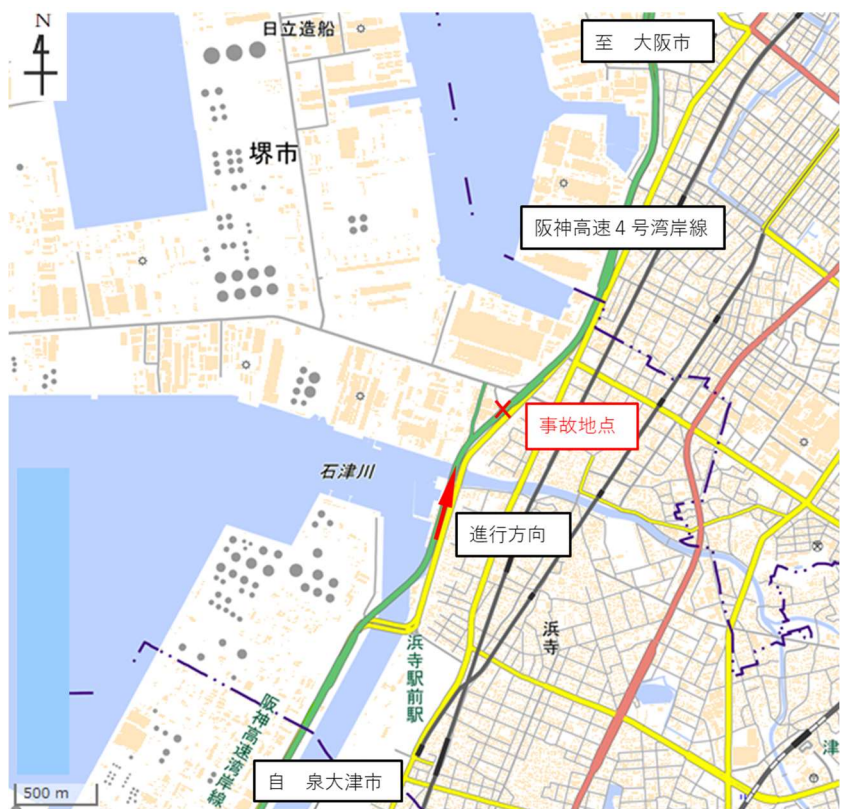 N
日立造船
至　大阪市
堺市
阪神高速４号湾岸線
事故地点
石津川
進行方向
浜寺
浜寺駅前駅
阪神高速湾岸線
津
自　泉大津市
500 m